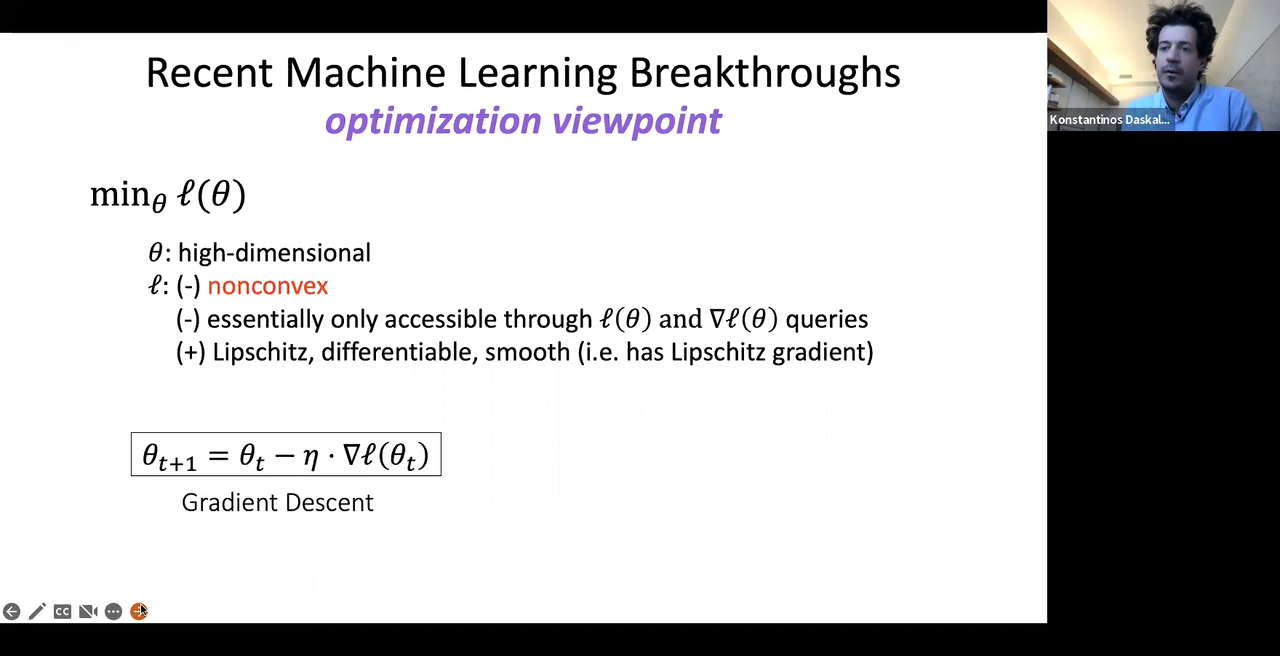 Recent Machine Learning Breakthroughs
optimization viewpoint
min_θ ℓ(θ)
θ: high-dimensional
ℓ: (-) nonconvex
(-) essentially only accessible through ℓ(θ) and ∇ℓ(θ) queries
(+) Lipschitz, differentiable, smooth (i.e. has Lipschitz gradient)
θ_{t+1} = θ_t − η · ∇ℓ(θ_t)
Gradient Descent
Konstantinos Daskal...
CC